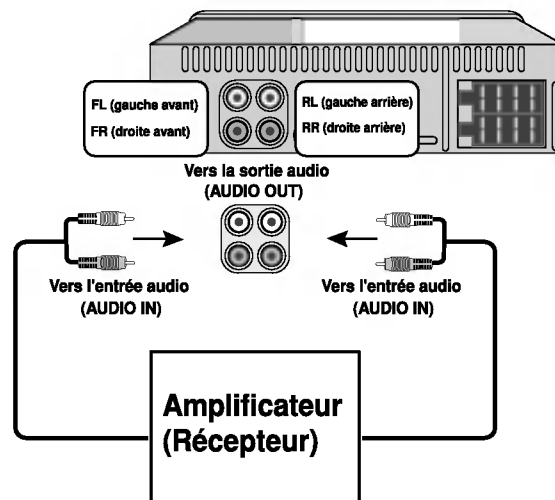 FL (gauche avant)
FR (droite avant)
RL (gauche arrière)
RR (droite arrière)
Vers la sortie audio
(AUDIO OUT)
Vers l'entrée audio
(AUDIO IN)
Vers l'entrée audio
(AUDIO IN)
Amplificateur
(Récepteur)